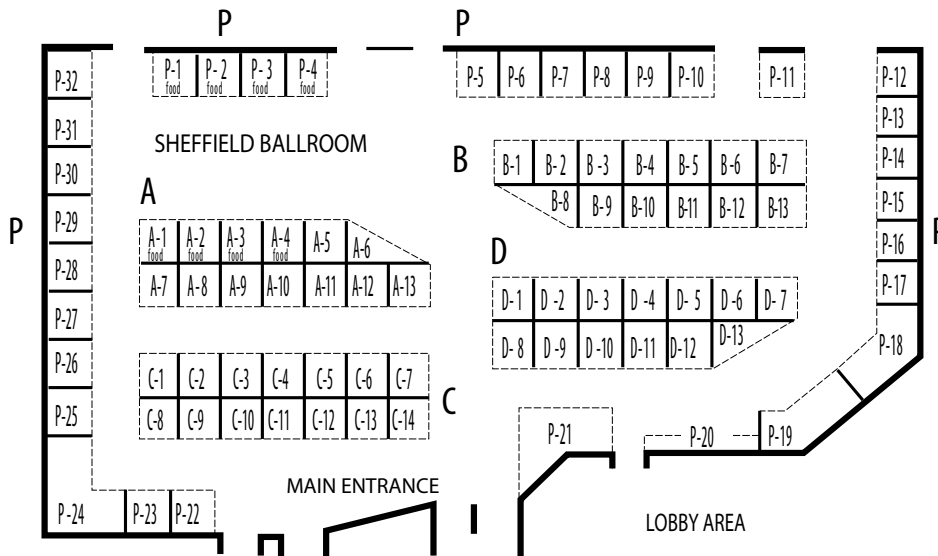 P P
P-1 P-2 P-3 P-4 P-5 P-6 P-7 P-8 P-9 P-10 P-11 P-12
food food food food
P-32
P-31
P-30
P-29
P-28
P-27
P-26
P-25
P-24 P-23 P-22
P
SHEFFIELD BALLROOM
A
A-1 A-2 A-3 A-4 A-5 A-6
food food food food
A-7 A-8 A-9 A-10 A-11 A-12 A-13
C-1 C-2 C-3 C-4 C-5 C-6 C-7
C-8 C-9 C-10 C-11 C-12 C-13 C-14
C
B
B-1 B-2 B-3 B-4 B-5 B-6 B-7
B-8 B-9 B-10 B-11 B-12 B-13
D
D-1 D-2 D-3 D-4 D-5 D-6 D-7
D-8 D-9 D-10 D-11 D-12 D-13
P-13
P-14
P-15
P-16
P-17
P-18
P-19
P-20
P-21
MAIN ENTRANCE
LOBBY AREA